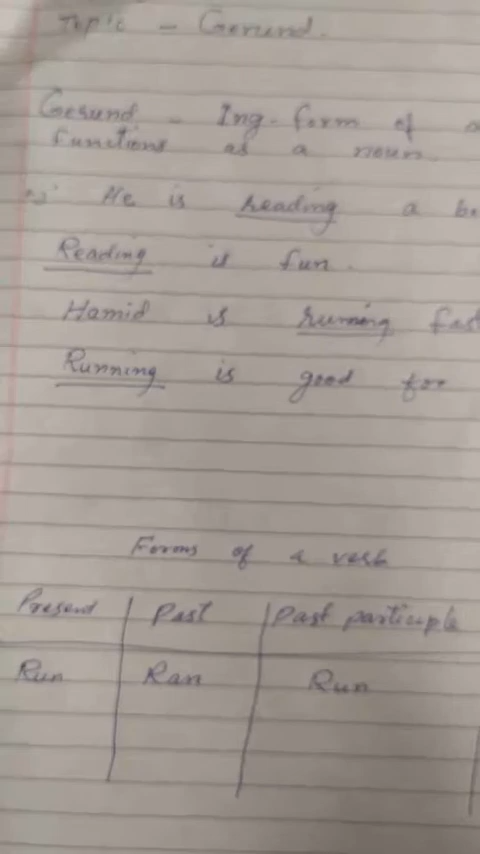 Topic - Gerund.
Gerund - Ing-form of a
functions as a noun.
He is reading a
Reading is fun.
Hamid is running
Running is good for
Forms of a verb
Present Past Past participle
Run Ran Run